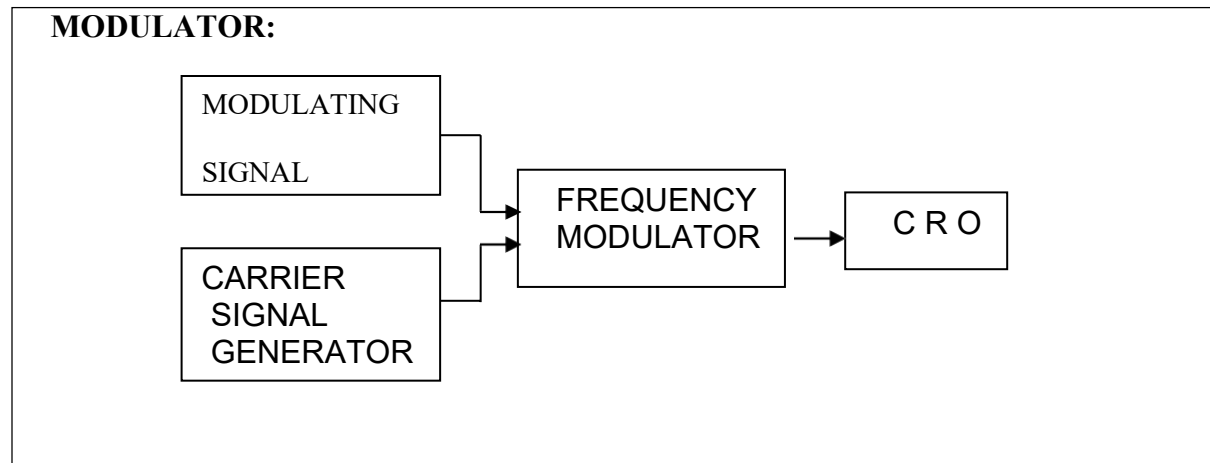 MODULATOR:
MODULATING
SIGNAL
FREQUENCY
MODULATOR
C R O
CARRIER
SIGNAL
GENERATOR